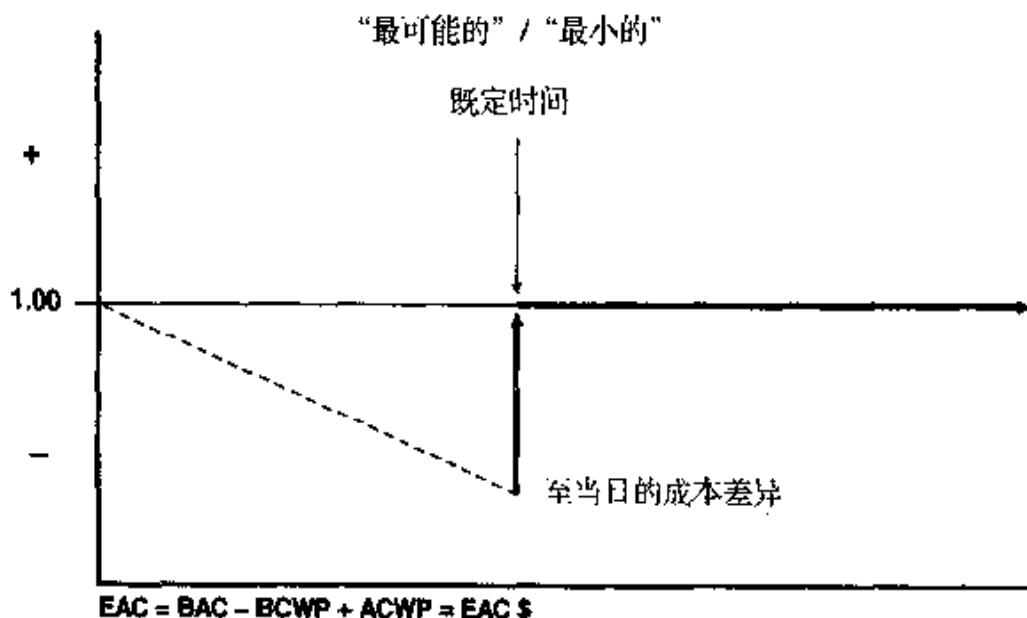 “最可能的” / “最小的”
既定时间
+
1.00
–
至当日的成本差异
EAC = BAC – BCWP + ACWP = EAC $